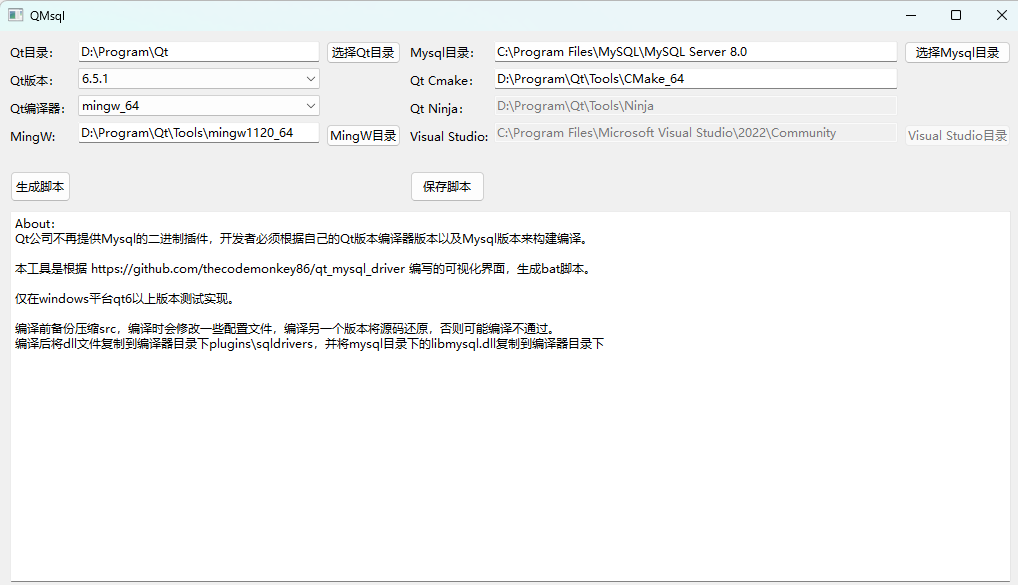 QMsql
Qt目录: D:\Program\Qt 选择Qt目录 Mysql目录: C:\Program Files\MySQL\MySQL Server 8.0 选择Mysql目录
Qt版本: 6.5.1 Qt Cmake: D:\Program\Qt\Tools\CMake_64
Qt编译器: mingw_64 Qt Ninja: D:\Program\Qt\Tools\Ninja
MingW: D:\Program\Qt\Tools\mingw1120_64 MingW目录 Visual Studio: C:\Program Files\Microsoft Visual Studio\2022\Community Visual Studio目录
生成脚本 保存脚本
About:
Qt公司不再提供Mysql的二进制插件，开发者必须根据自己的Qt版本编译器版本以及Mysql版本来构建编译。
本工具是根据 https://github.com/thecodemonkey86/qt_mysql_driver 编写的可视化界面，生成bat脚本。
仅在windows平台qt6以上版本测试实现。
编译前备份压缩src，编译时会修改一些配置文件，编译另一个版本将源码还原，否则可能编译不通过。
编译后将dll文件复制到编译器目录下plugins\sqldrivers，并将mysql目录下的libmysql.dll复制到编译器目录下